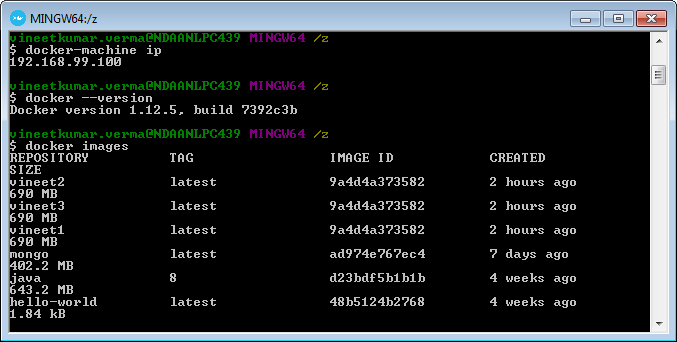 MINGW64:/z
vineetkumar.verma@NDAANLPC439 MINGW64 /z
$ docker-machine ip
192.168.99.100
vineetkumar.verma@NDAANLPC439 MINGW64 /z
$ docker --version
Docker version 1.12.5, build 7392c3b
vineetkumar.verma@NDAANLPC439 MINGW64 /z
$ docker images
REPOSITORY TAG IMAGE ID CREATED
SIZE
vineet2 latest 9a4d4a373582 2 hours ago
690 MB
vineet3 latest 9a4d4a373582 2 hours ago
690 MB
vineet1 latest 9a4d4a373582 2 hours ago
690 MB
mongo latest ad974e767ec4 7 days ago
402.2 MB
java 8 d23bdf5b1b1b 4 weeks ago
643.2 MB
hello-world latest 48b5124b2768 4 weeks ago
1.84 kB